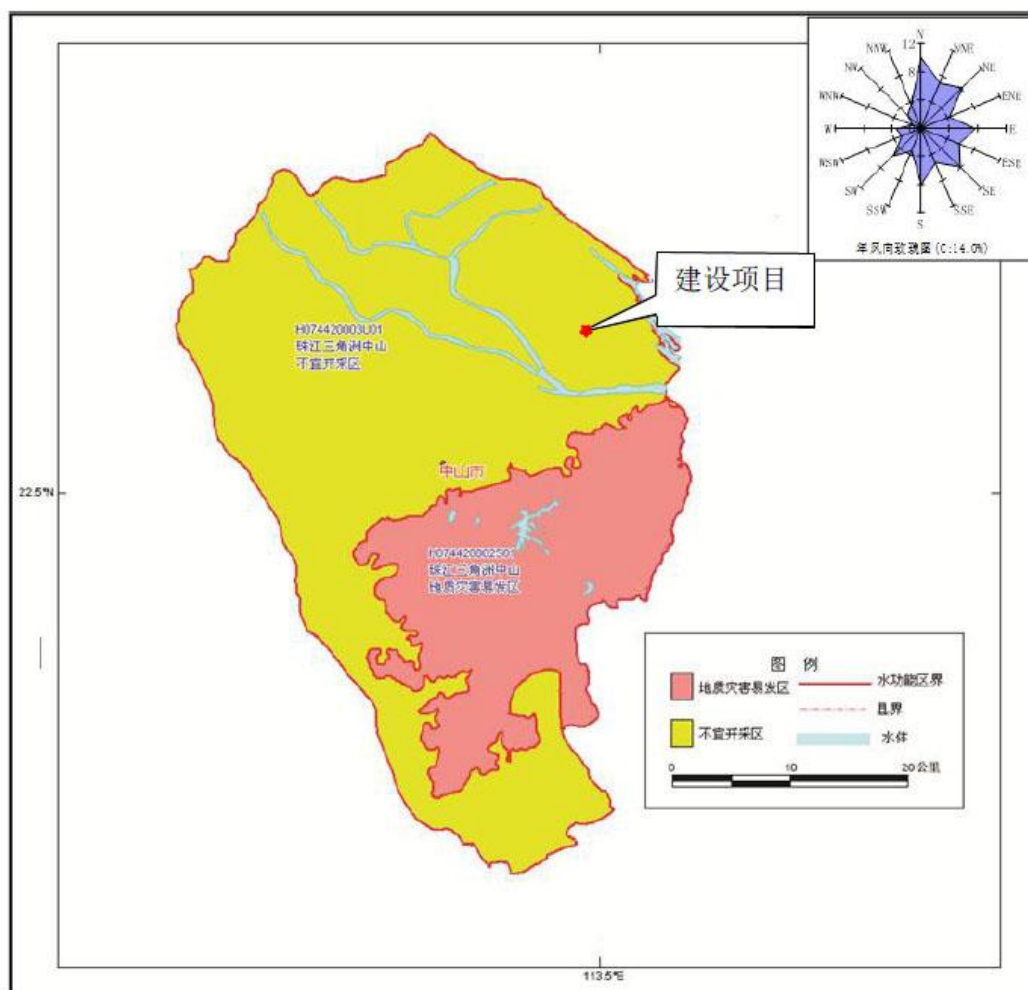 N
NNE
NE
ENE
E
ESE
SE
SSE
S
SSW
SW
WSW
W
WNW
NW
NNW
12
8
年风向玫瑰图(C:14.0%)
建设项目
H074420003U01
珠江三角洲中山
不宜开采区
中山市
22.5°N
H074420002S01
珠江三角洲中山
地质灾害易发区
图 例
地质灾害易发区
水功能区界
县界
不宜开采区
水体
0 10 20公里
113.5°E